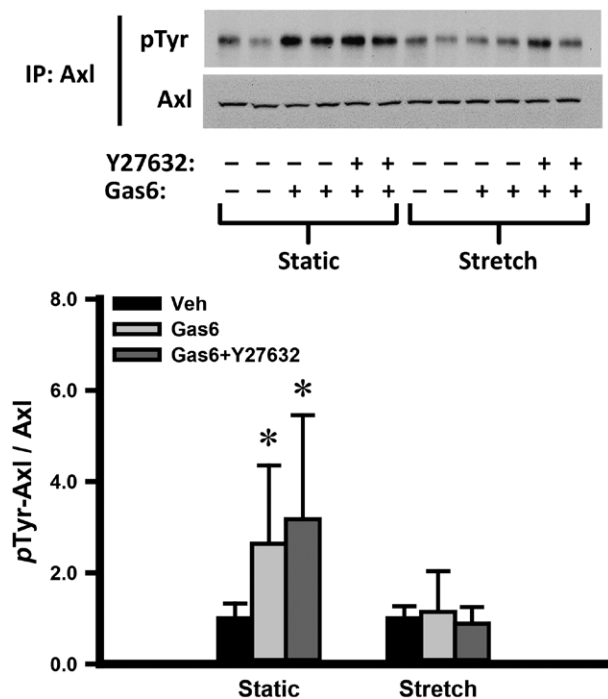 pTyr
IP: Axl
Axl
Y27632: − − − − + + − − − − + +
Gas6: − − + + + + − − + + + +
Static Stretch
8.0
Veh
Gas6
Gas6+Y27632
6.0
* *
4.0
2.0
0.0
pTyr-Axl / Axl
Static Stretch